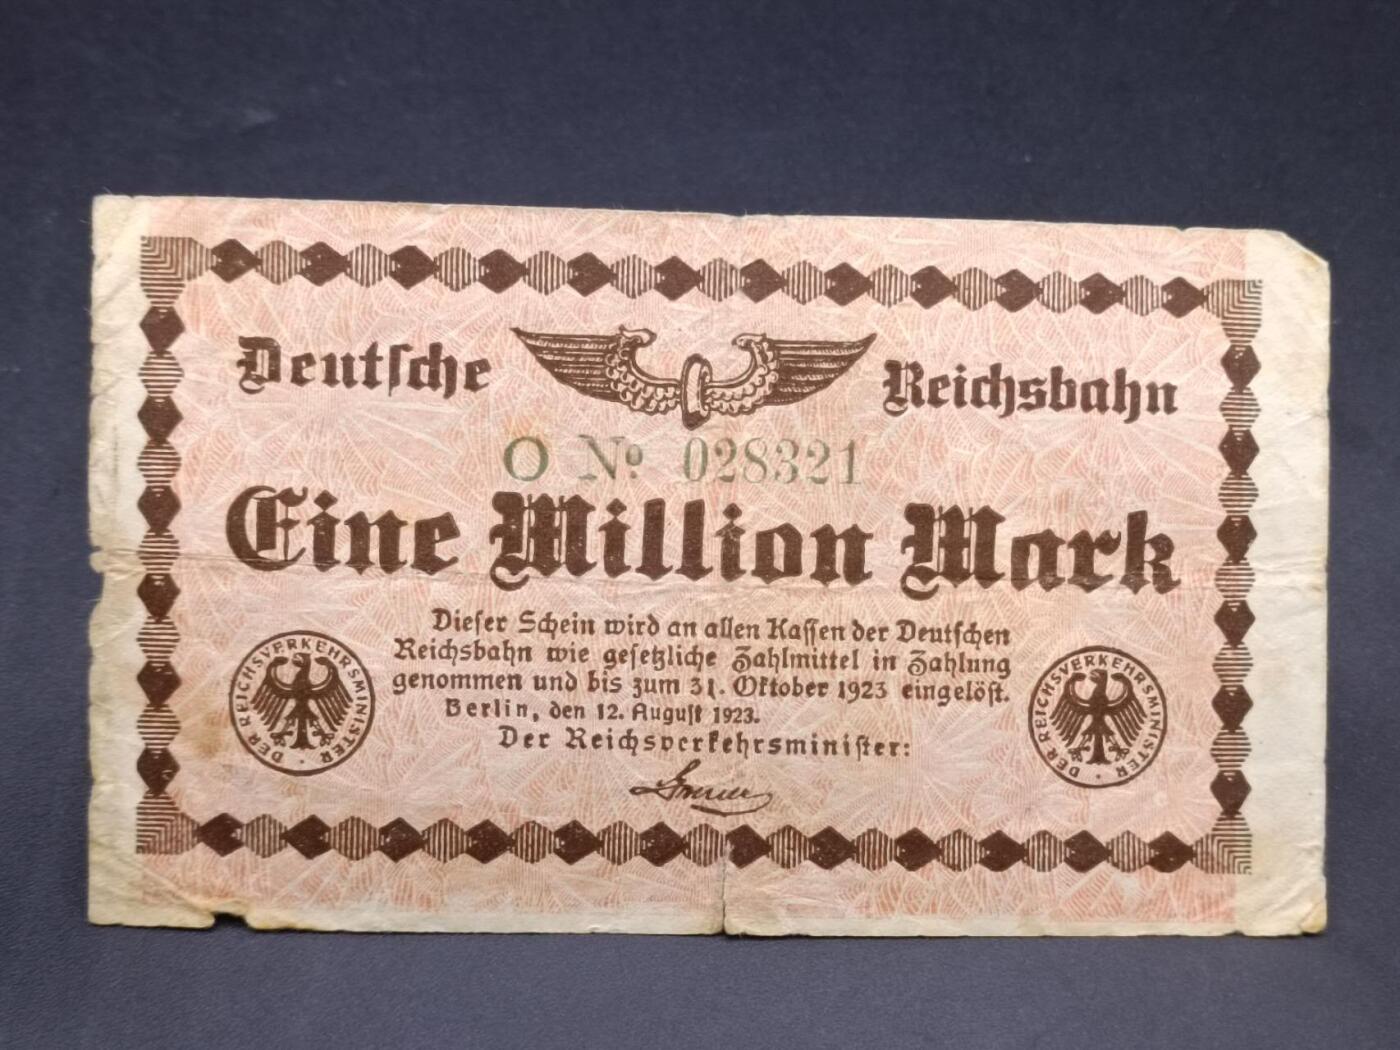 Deutsche Reichsbahn
O Nº 028321
Eine Million Mark
Dieser Schein wird an allen Kassen der Deutschen
Reichsbahn wie gesetzliche Zahlmittel in Zahlung
genommen und bis zum 31. Oktober 1923 eingelöst.
Berlin, den 12. August 1923.
Der Reichsverkehrsminister:
DER REICHSVERKEHRSMINISTER
DER REICHSVERKEHRSMINISTER